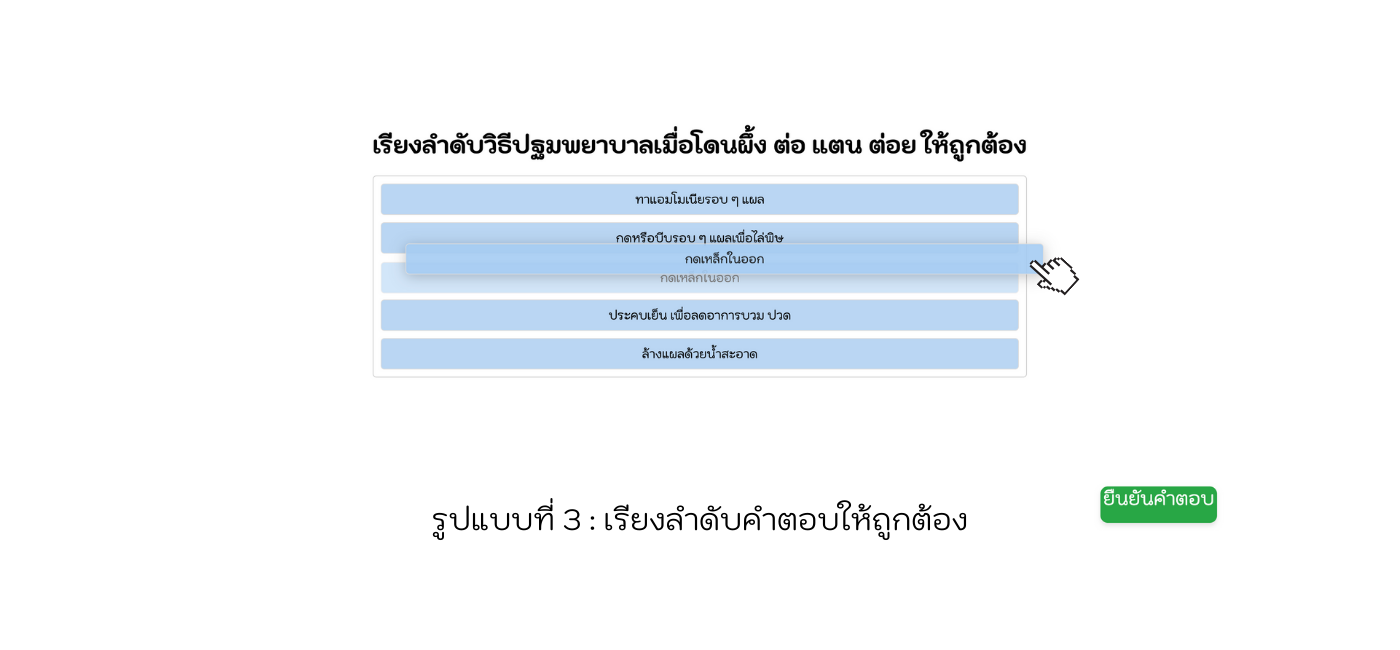 เรียงลำดับวิธีปฐมพยาบาลเมื่อโดนผึ้ง ต่อ แตน ต่อย ให้ถูกต้อง
ทาแอมโมเนียรอบ ๆ แผล
กดหรือบีบรอบ ๆ แผลเพื่อไล่พิษ
กดเหล็กในออก
กดเหล็กในออก
ประคบเย็น เพื่อลดอาการบวม ปวด
ล้างแผลด้วยน้ำสะอาด
ยืนยันคำตอบ
รูปแบบที่ 3 : เรียงลำดับคำตอบให้ถูกต้อง